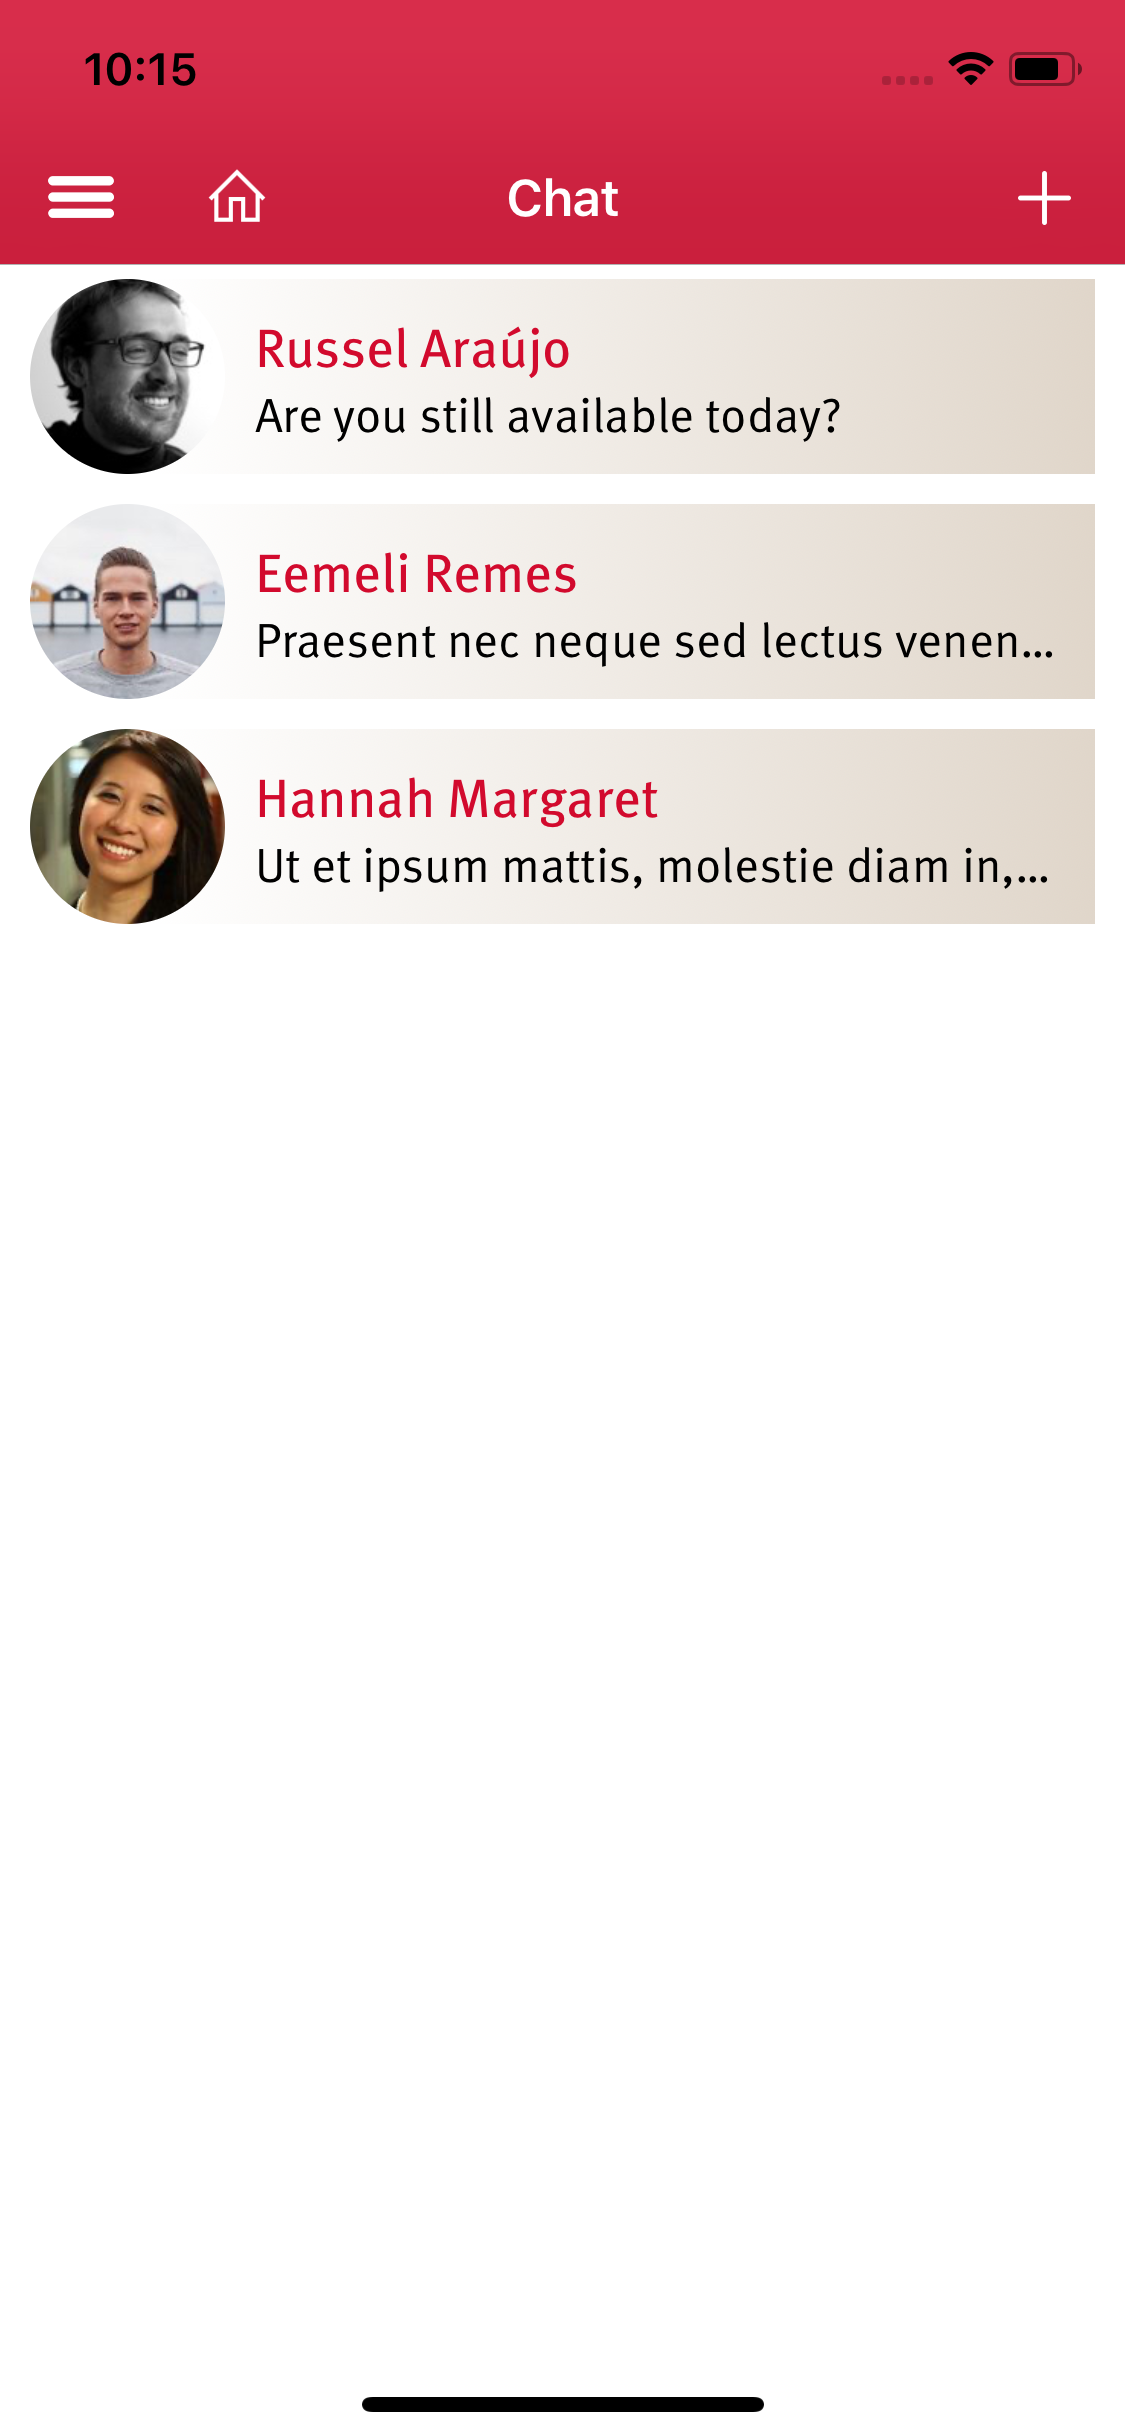 10:15
Chat
Russel Araújo
Are you still available today?
Eemeli Remes
Praesent nec neque sed lectus venen...
Hannah Margaret
Ut et ipsum mattis, molestie diam in,...